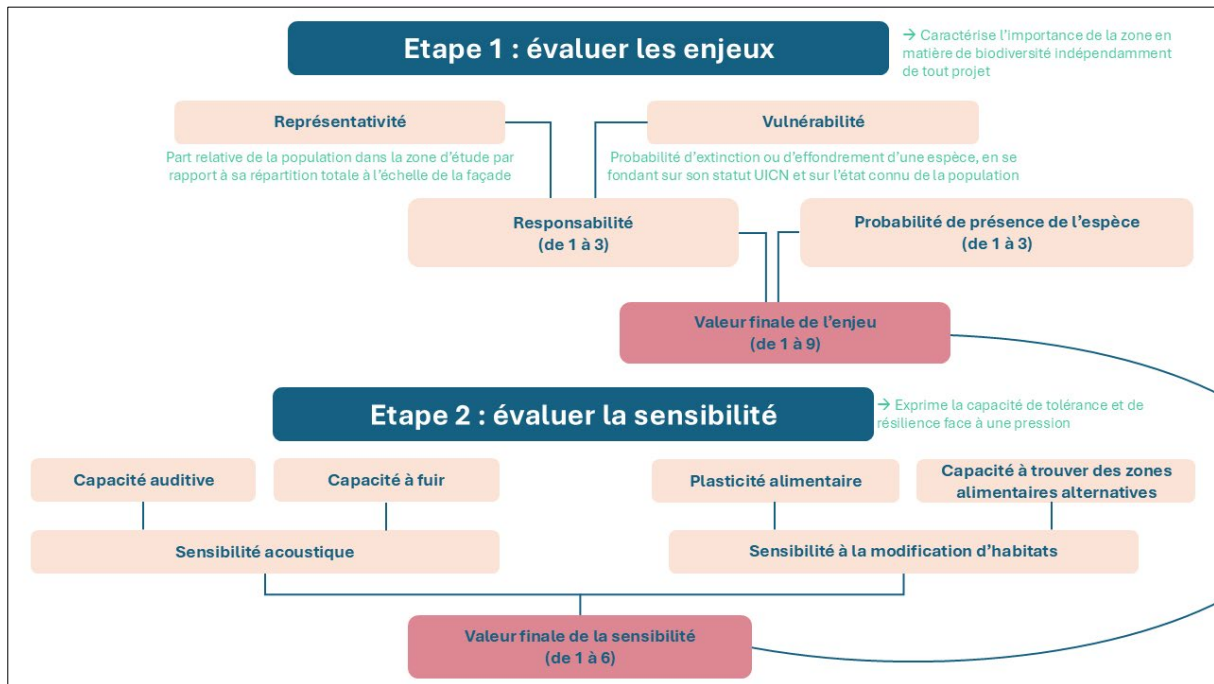 Etape 1 : évaluer les enjeux
→ Caractérise l'importance de la zone en
matière de biodiversité indépendamment
de tout projet
Représentativité
Vulnérabilité
Part relative de la population dans la zone d'étude par
rapport à sa répartition totale à l'échelle de la façade
Probabilité d'extinction ou d'effondrement d'une espèce, en se
fondant sur son statut UICN et sur l'état connu de la population
Responsabilité
(de 1 à 3)
Probabilité de présence de l'espèce
(de 1 à 3)
Valeur finale de l'enjeu
(de 1 à 9)
Etape 2 : évaluer la sensibilité
→ Exprime la capacité de tolérance et de
résilience face à une pression
Capacité auditive
Capacité à fuir
Plasticité alimentaire
Capacité à trouver des zones
alimentaires alternatives
Sensibilité acoustique
Sensibilité à la modification d'habitats
Valeur finale de la sensibilité
(de 1 à 6)